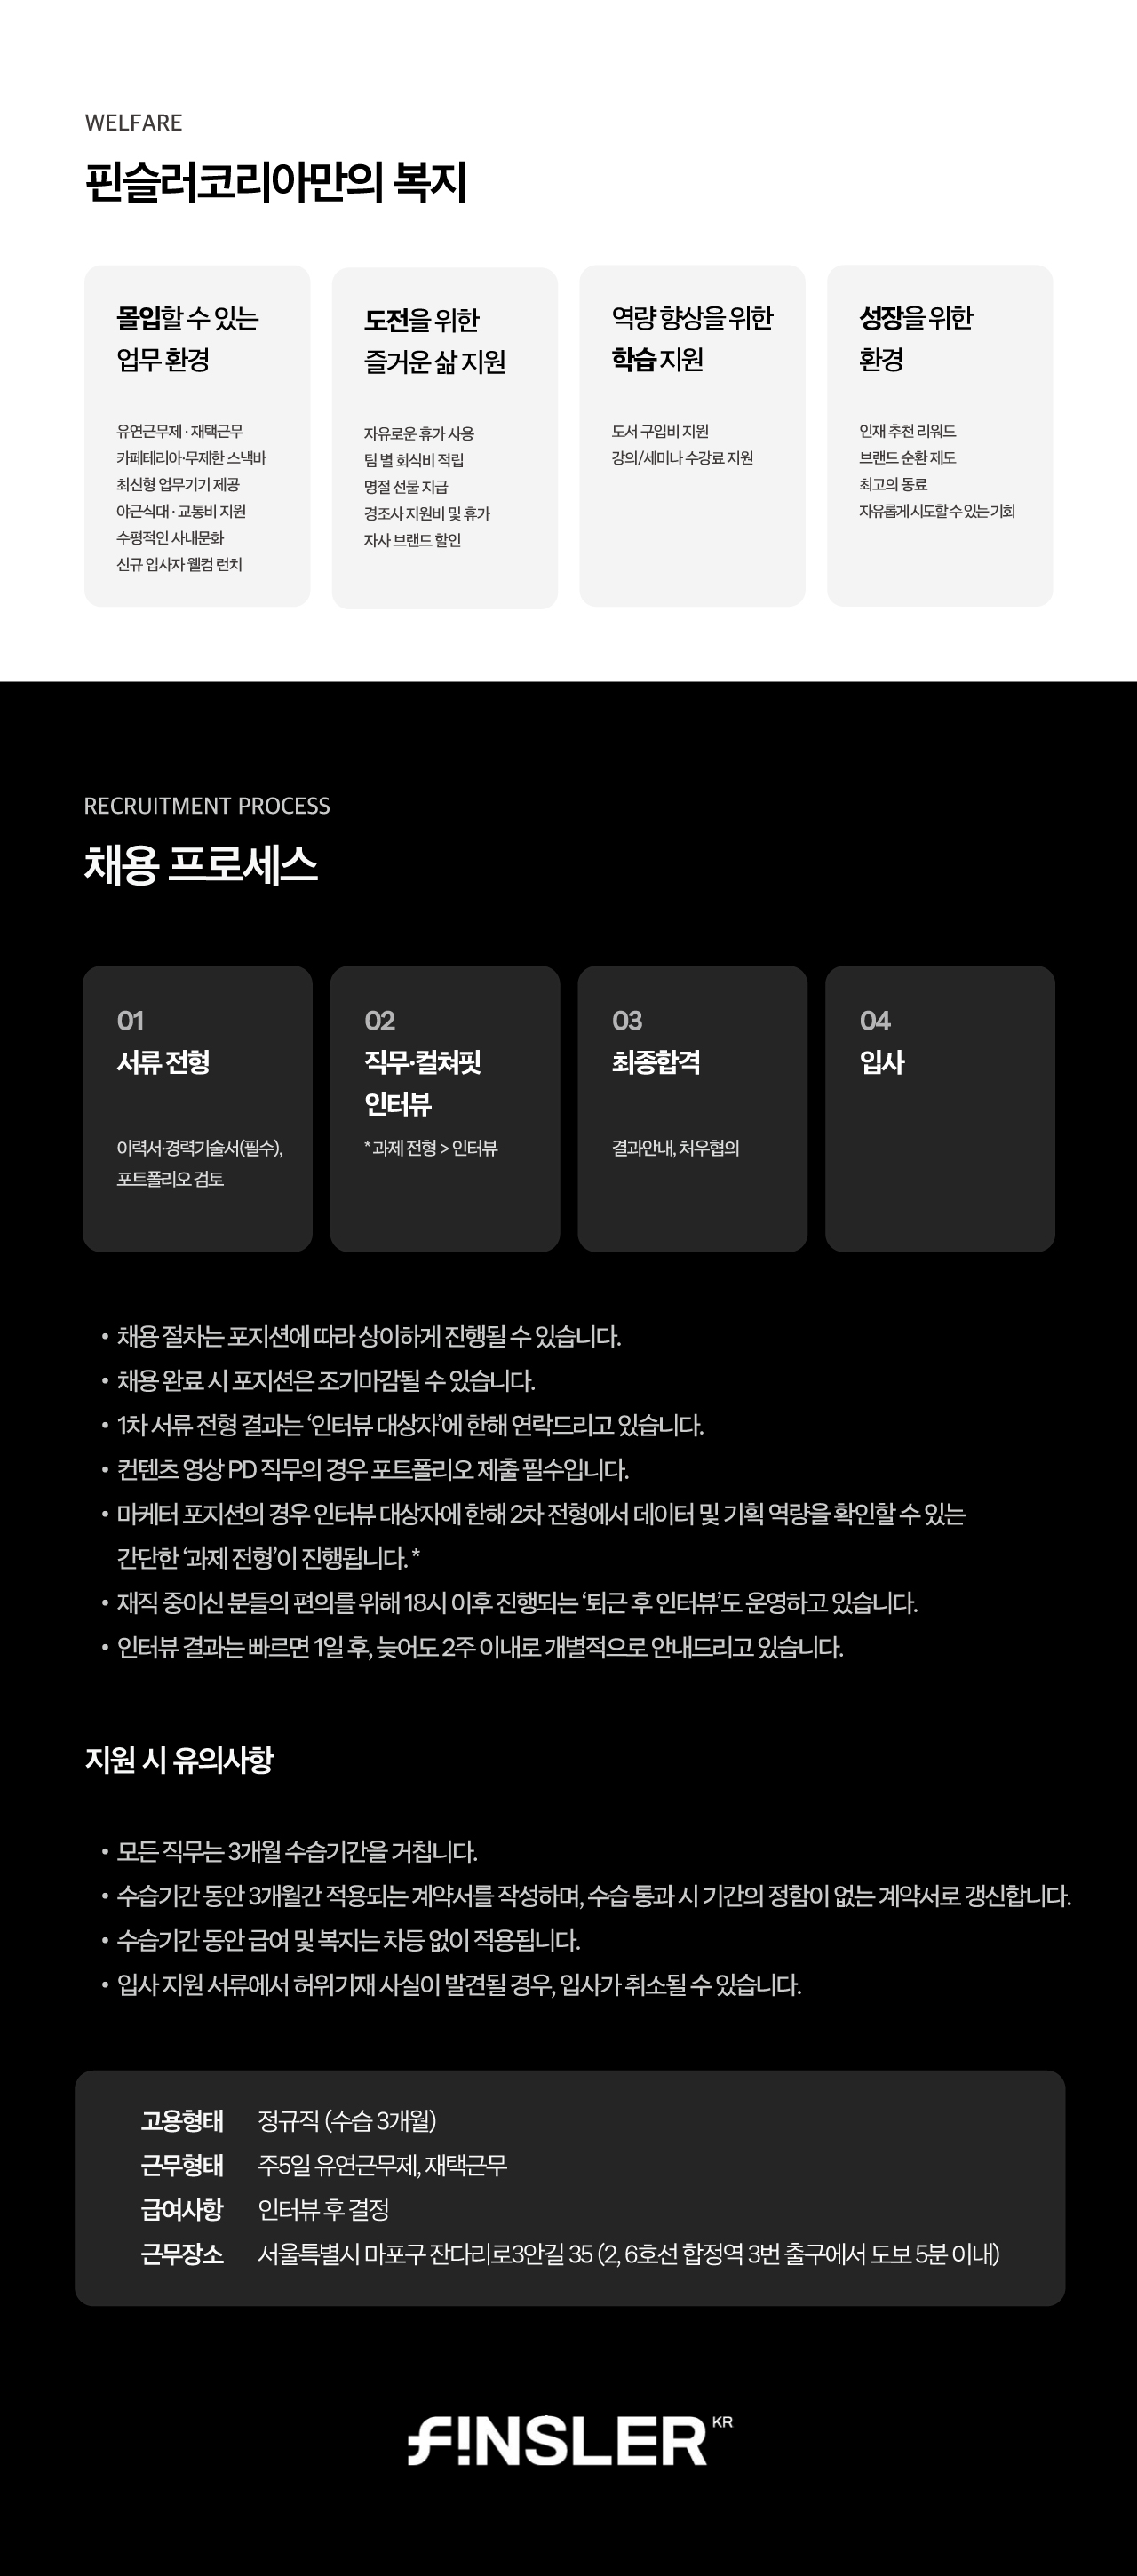 WELFARE
핀슬러코리아만의 복지
몰입할 수 있는
업무 환경
유연근무제 · 재택근무
카페테리아·무제한 스낵바
최신형 업무기기 제공
야근식대 · 교통비 지원
수평적인 사내문화
신규 입사자 웰컴 런치
도전을 위한
즐거운 삶 지원
자유로운 휴가 사용
팀 별 회식비 적립
명절 선물 지급
경조사 지원비 및 휴가
자사 브랜드 할인
역량 향상을 위한
학습 지원
도서 구입비 지원
강의/세미나 수강료 지원
성장을 위한
환경
인재 추천 리워드
브랜드 순환 제도
최고의 동료
자유롭게 시도할 수 있는 기회
RECRUITMENT PROCESS
채용 프로세스
01
서류 전형
이력서·경력기술서(필수),
포트폴리오 검토
02
직무·컬쳐핏
인터뷰
* 과제 전형 > 인터뷰
03
최종합격
결과안내, 처우협의
04
입사
• 채용 절차는 포지션에 따라 상이하게 진행될 수 있습니다.
• 채용 완료 시 포지션은 조기마감될 수 있습니다.
• 1차 서류 전형 결과는 ‘인터뷰 대상자’에 한해 연락드리고 있습니다.
• 컨텐츠 영상 PD 직무의 경우 포트폴리오 제출 필수입니다.
• 마케터 포지션의 경우 인터뷰 대상자에 한해 2차 전형에서 데이터 및 기획 역량을 확인할 수 있는
간단한 ‘과제 전형’이 진행됩니다. *
• 재직 중이신 분들의 편의를 위해 18시 이후 진행되는 ‘퇴근 후 인터뷰’도 운영하고 있습니다.
• 인터뷰 결과는 빠르면 1일 후, 늦어도 2주 이내로 개별적으로 안내드리고 있습니다.
지원 시 유의사항
• 모든 직무는 3개월 수습기간을 거칩니다.
• 수습기간 동안 3개월간 적용되는 계약서를 작성하며, 수습 통과 시 기간의 정함이 없는 계약서로 갱신합니다.
• 수습기간 동안 급여 및 복지는 차등 없이 적용됩니다.
• 입사 지원 서류에서 허위기재 사실이 발견될 경우, 입사가 취소될 수 있습니다.
고용형태 정규직 (수습 3개월)
근무형태 주5일 유연근무제, 재택근무
급여사항 인터뷰 후 결정
근무장소 서울특별시 마포구 잔다리로3안길 35 (2, 6호선 합정역 3번 출구에서 도보 5분 이내)
F!NSLER KR